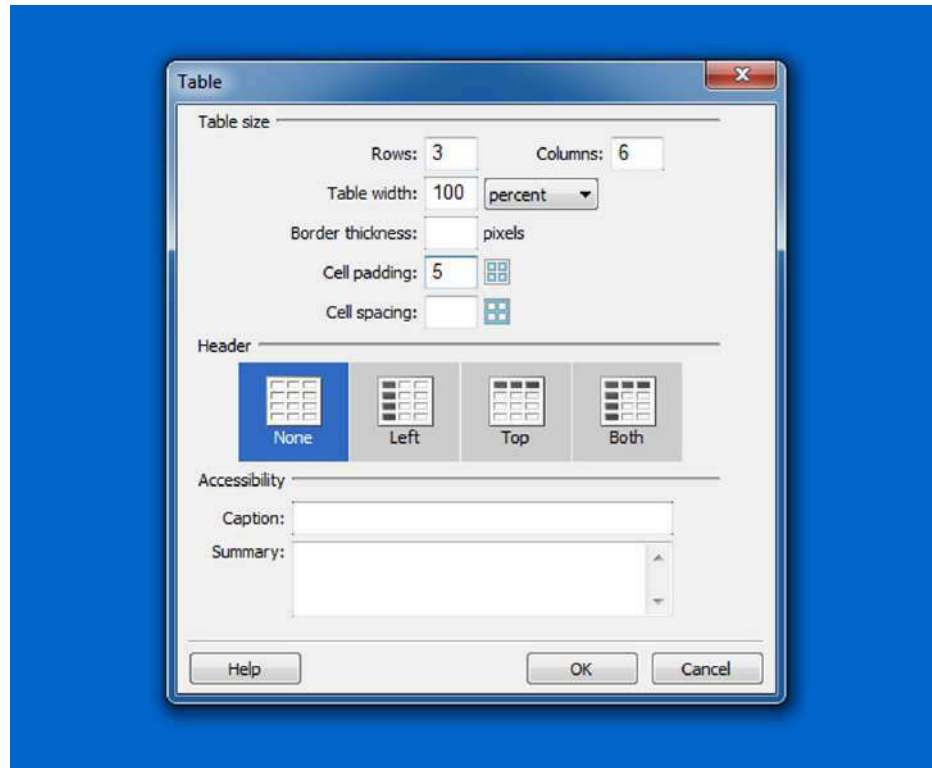 Table
Table size
Rows: 3 Columns: 6
Table width: 100 percent
Border thickness: pixels
Cell padding: 5
Cell spacing:
Header
None Left Top Both
Accessibility
Caption:
Summary:
Help OK Cancel